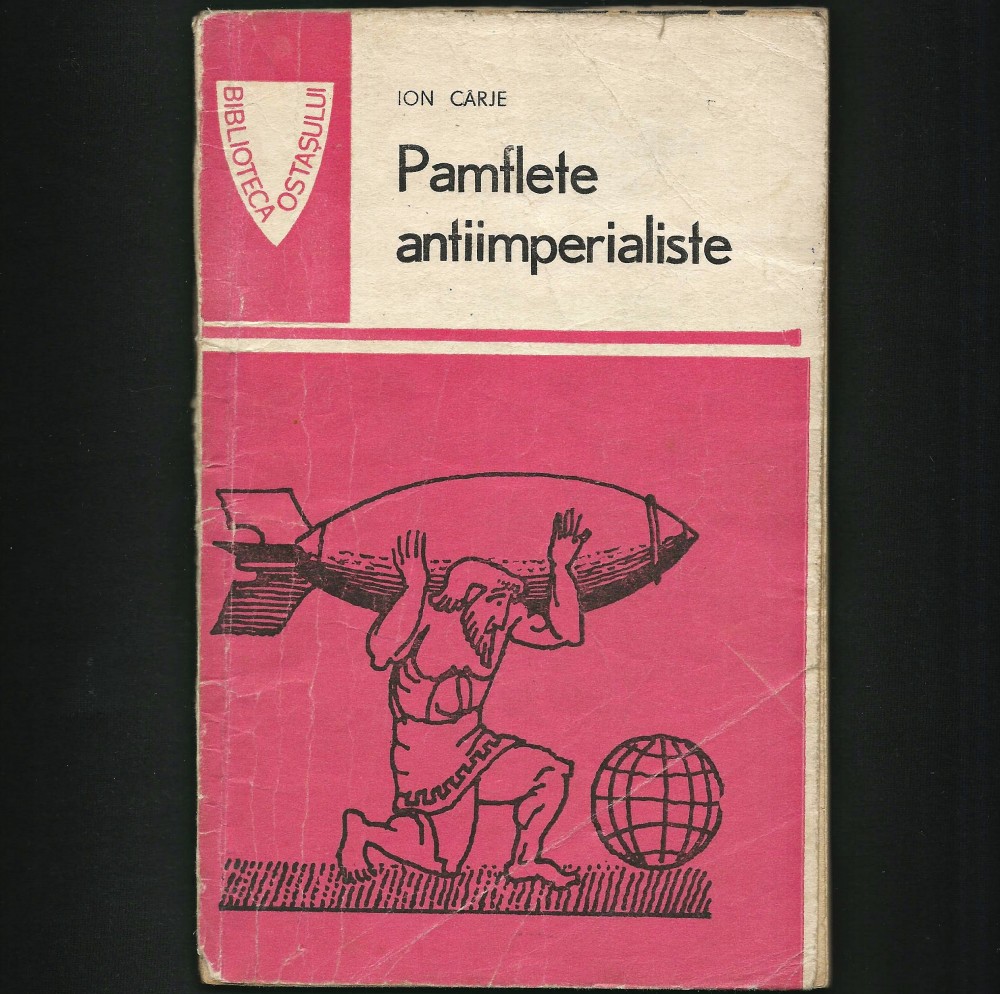 BIBLIOTECA
OSTAȘULUI
ION CÂRJE
Pamflete
antiimperialiste